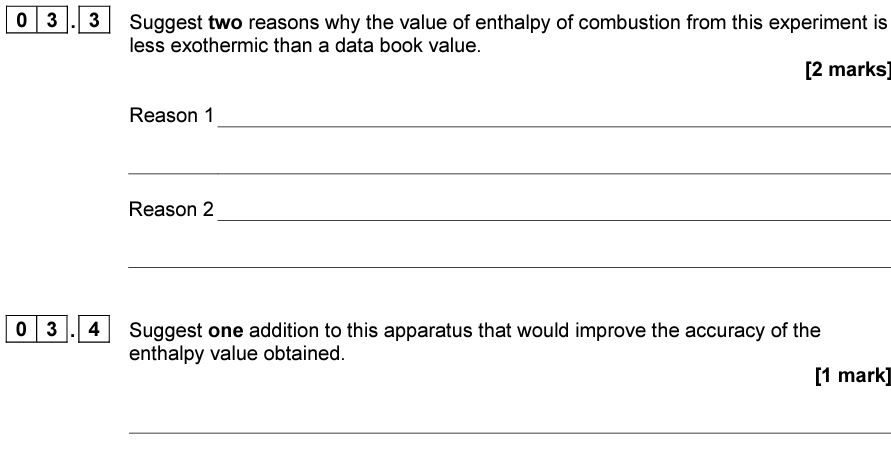 0 3 . 3 Suggest two reasons why the value of enthalpy of combustion from this experiment is
less exothermic than a data book value.
[2 marks]
Reason 1
Reason 2
0 3 . 4 Suggest one addition to this apparatus that would improve the accuracy of the
enthalpy value obtained.
[1 mark]